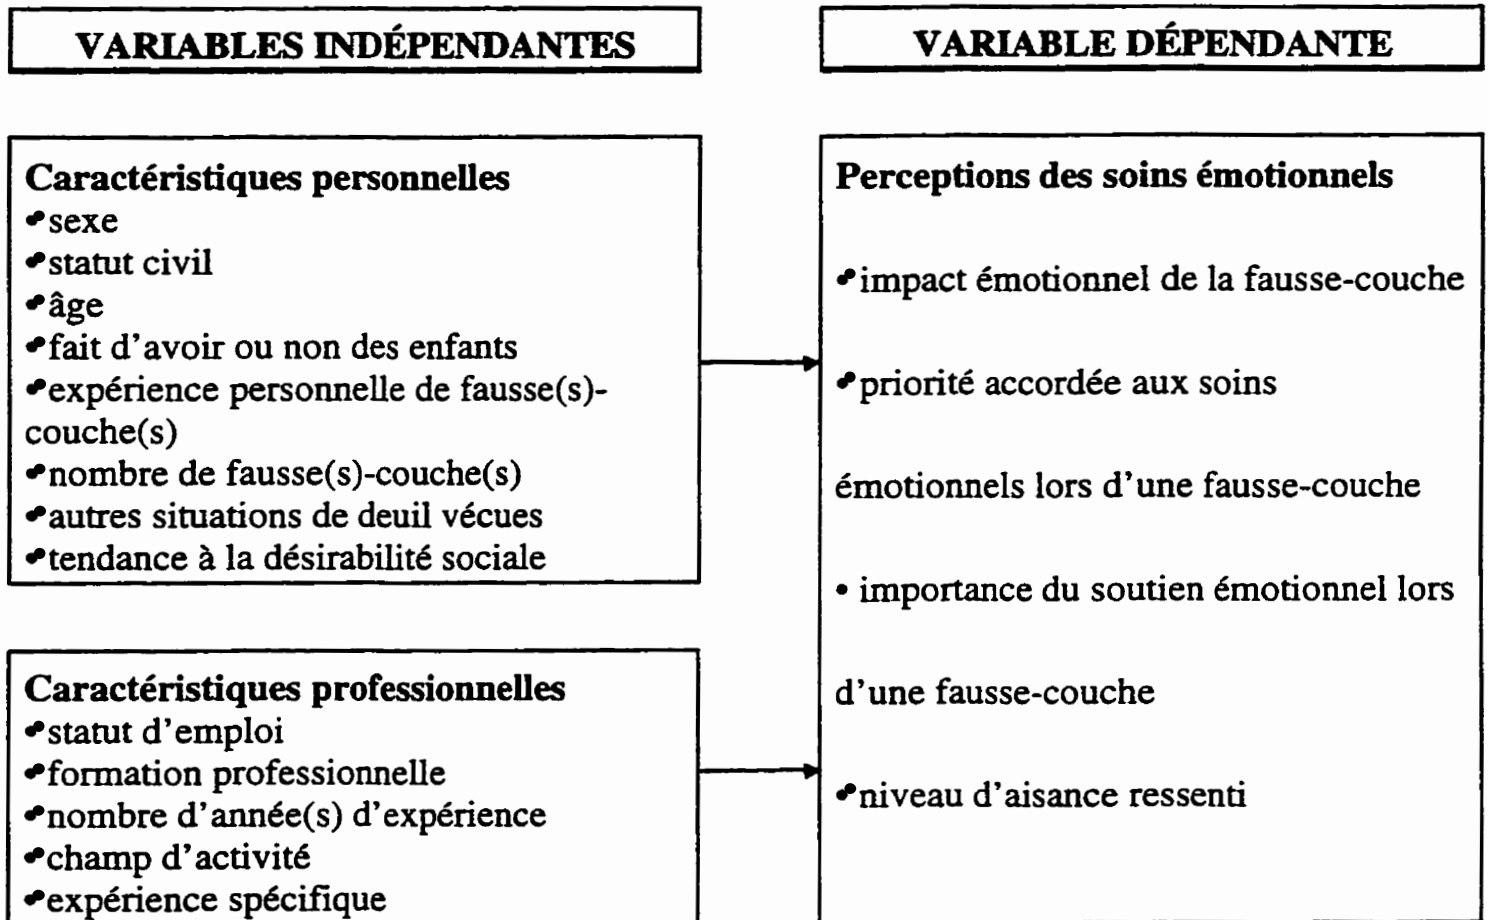 VARIABLES INDÉPENDANTES
VARIABLE DÉPENDANTE
Caractéristiques personnelles
sexe
statut civil
âge
fait d'avoir ou non des enfants
expérience personnelle de fausse(s)-
couche(s)
nombre de fausse(s)-couche(s)
autres situations de deuil vécues
tendance à la désirabilité sociale
Caractéristiques professionnelles
statut d'emploi
formation professionnelle
nombre d'année(s) d'expérience
champ d'activité
expérience spécifique
Perceptions des soins émotionnels
impact émotionnel de la fausse-couche
priorité accordée aux soins
émotionnels lors d'une fausse-couche
• importance du soutien émotionnel lors
d'une fausse-couche
niveau d'aisance ressenti